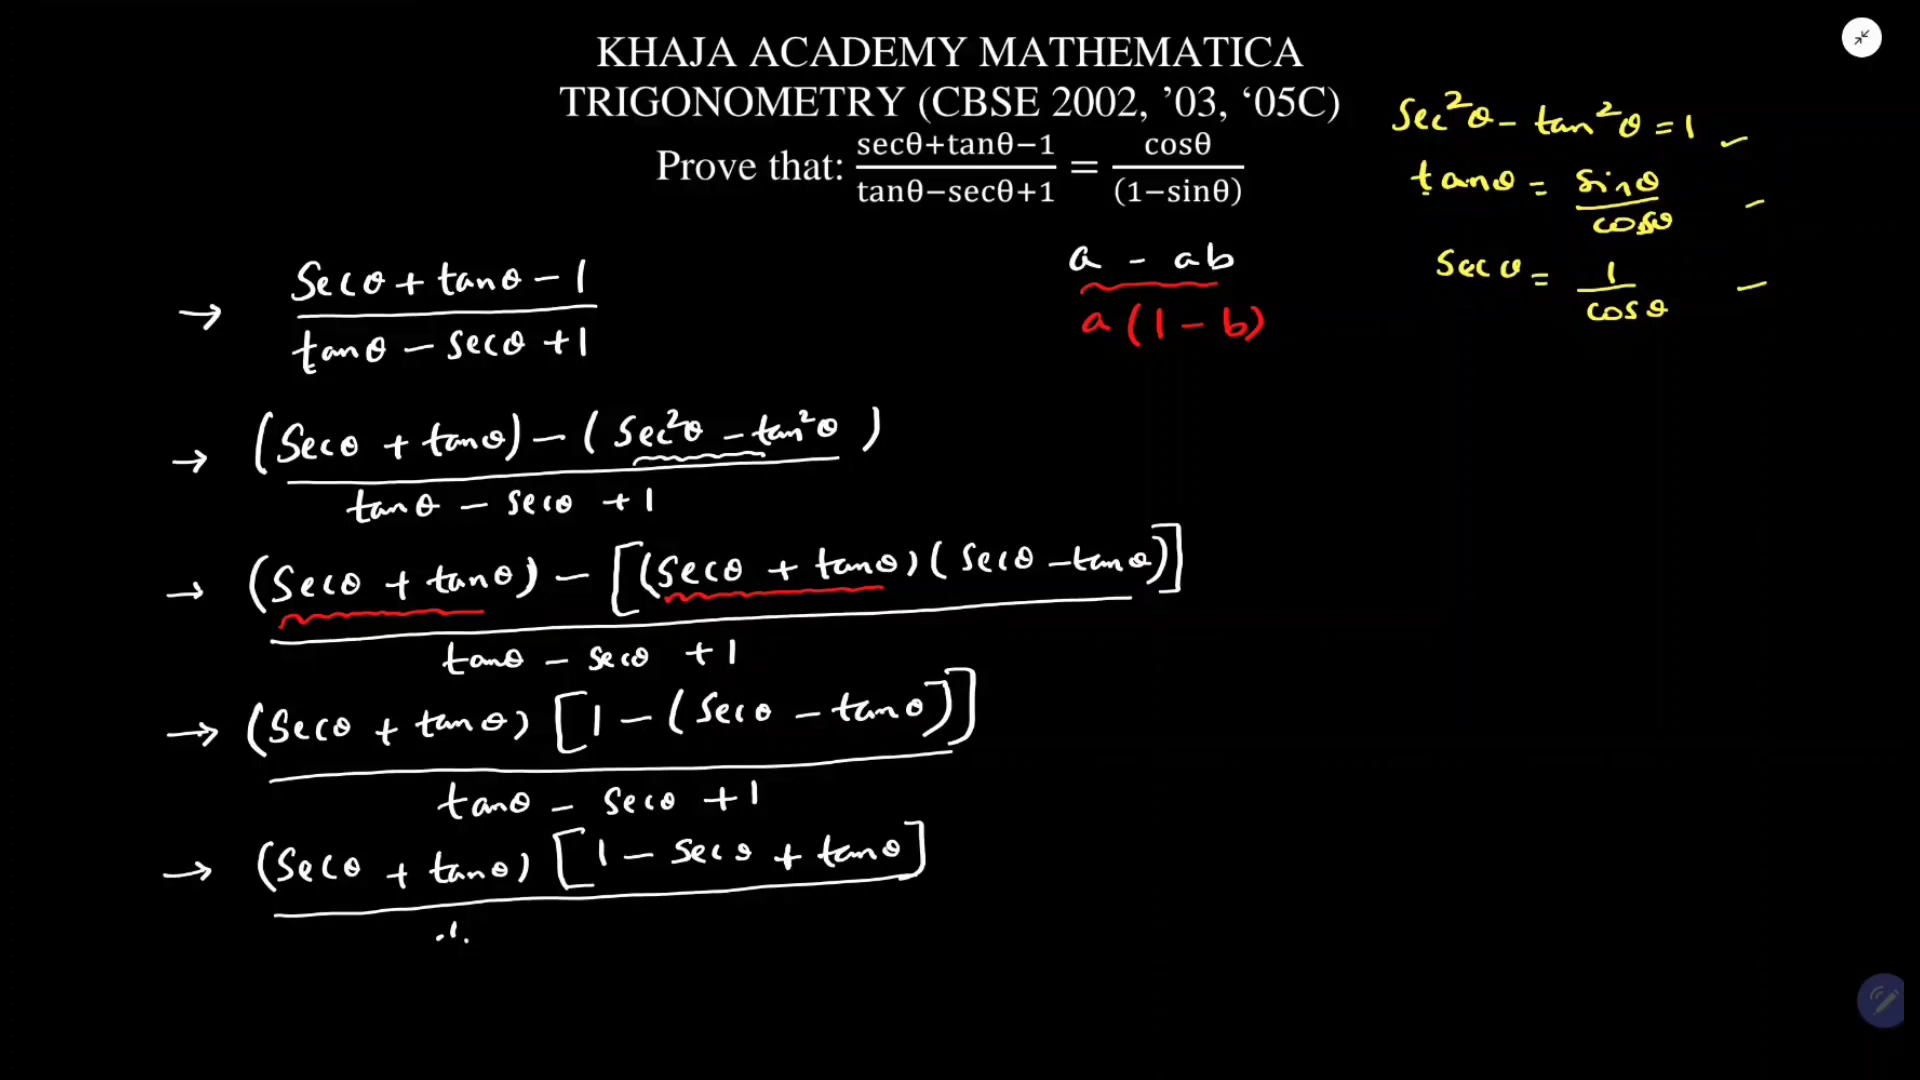 KHAJA ACADEMY MATHEMATICA
TRIGONOMETRY (CBSE 2002, ’03, ‘05C)
Prove that: (secθ+tanθ−1)/(tanθ−secθ+1) = cosθ/(1−sinθ)
sec²θ - tan²θ = 1
tanθ = sinθ/cosθ
secθ = 1/cosθ
a - ab
a(1 - b)
→ (secθ + tanθ - 1)/(tanθ - secθ + 1)
→ ((secθ + tanθ) - (sec²θ - tan²θ))/(tanθ - secθ + 1)
→ ((secθ + tanθ) - [(secθ + tanθ)(secθ - tanθ)])/(tanθ - secθ + 1)
→ (secθ + tanθ)[1 - (secθ - tanθ)]/(tanθ - secθ + 1)
→ (secθ + tanθ)[1 - secθ + tanθ]